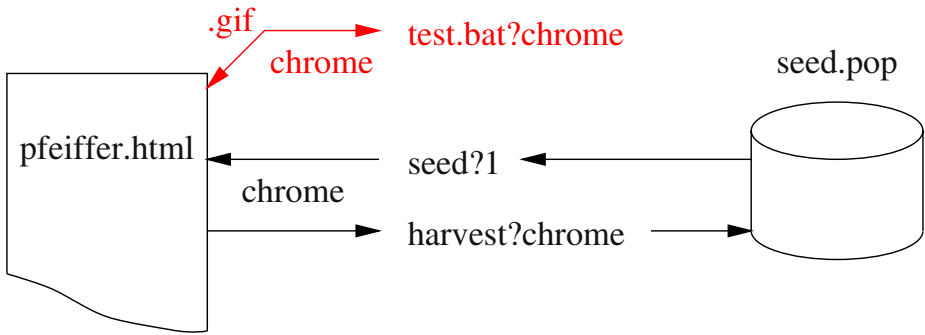 .gif
test.bat?chrome
chrome
seed.pop
pfeiffer.html
seed?1
chrome
harvest?chrome